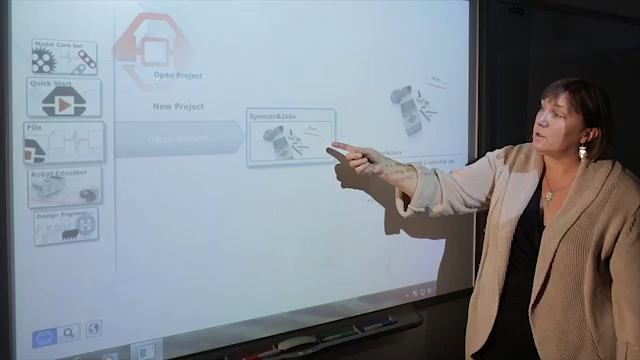 Model Core Set
Open Project
Quick Start
New Project
Spencer&Jada
File
Open Recent
Robot Educator
Design Engineer